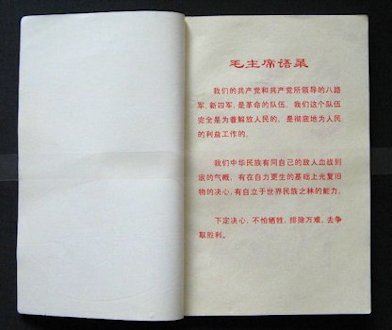 毛主席语录
我们的共产党和共产党所领导的八路
军、新四军，是革命的队伍。我们这个队伍
完全是为着解放人民的，是彻底地为人民
的利益工作的。
我们中华民族有同自己的敌人血战到
底的气概，有在自力更生的基础上光复旧
物的决心，有自立于世界民族之林的能力。
下定决心，不怕牺牲，排除万难，去争
取胜利。